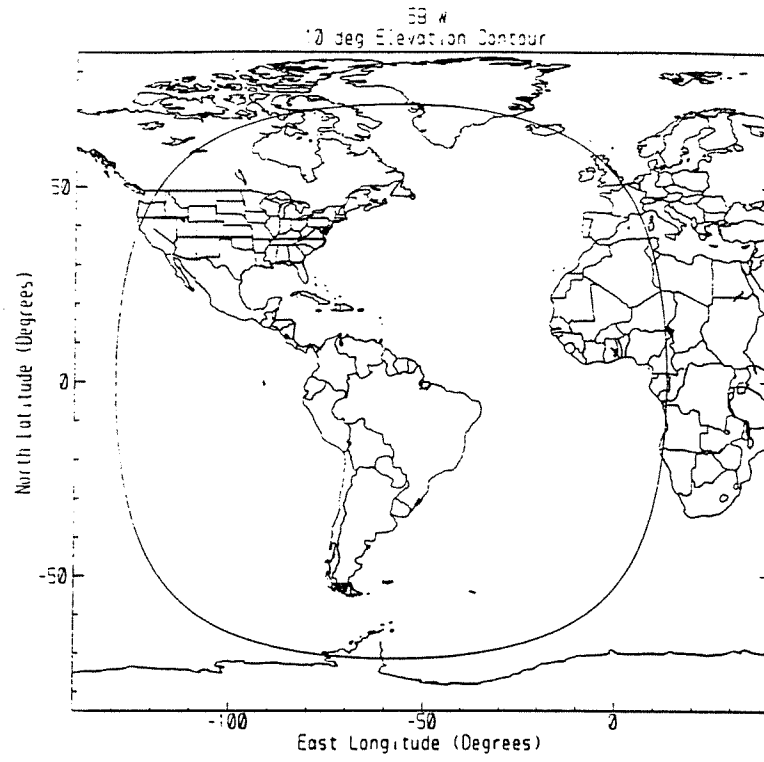 58 W
10 deg Elevation Contour
50
0
-50
North Latitude (Degrees)
-100 -50 0
East Longitude (Degrees)